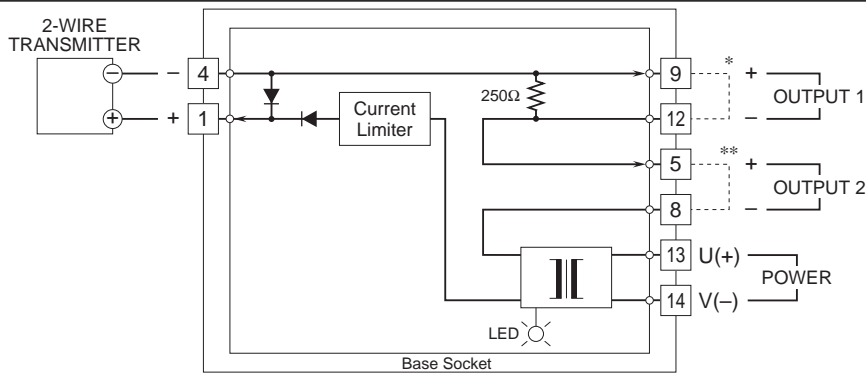 2-WIRE
TRANSMITTER
− − 4
+ + 1
Current
Limiter
250Ω
9 * +
OUTPUT 1
12 −
5 ** +
OUTPUT 2
8 −
13 U(+)
POWER
14 V(−)
LED
Base Socket